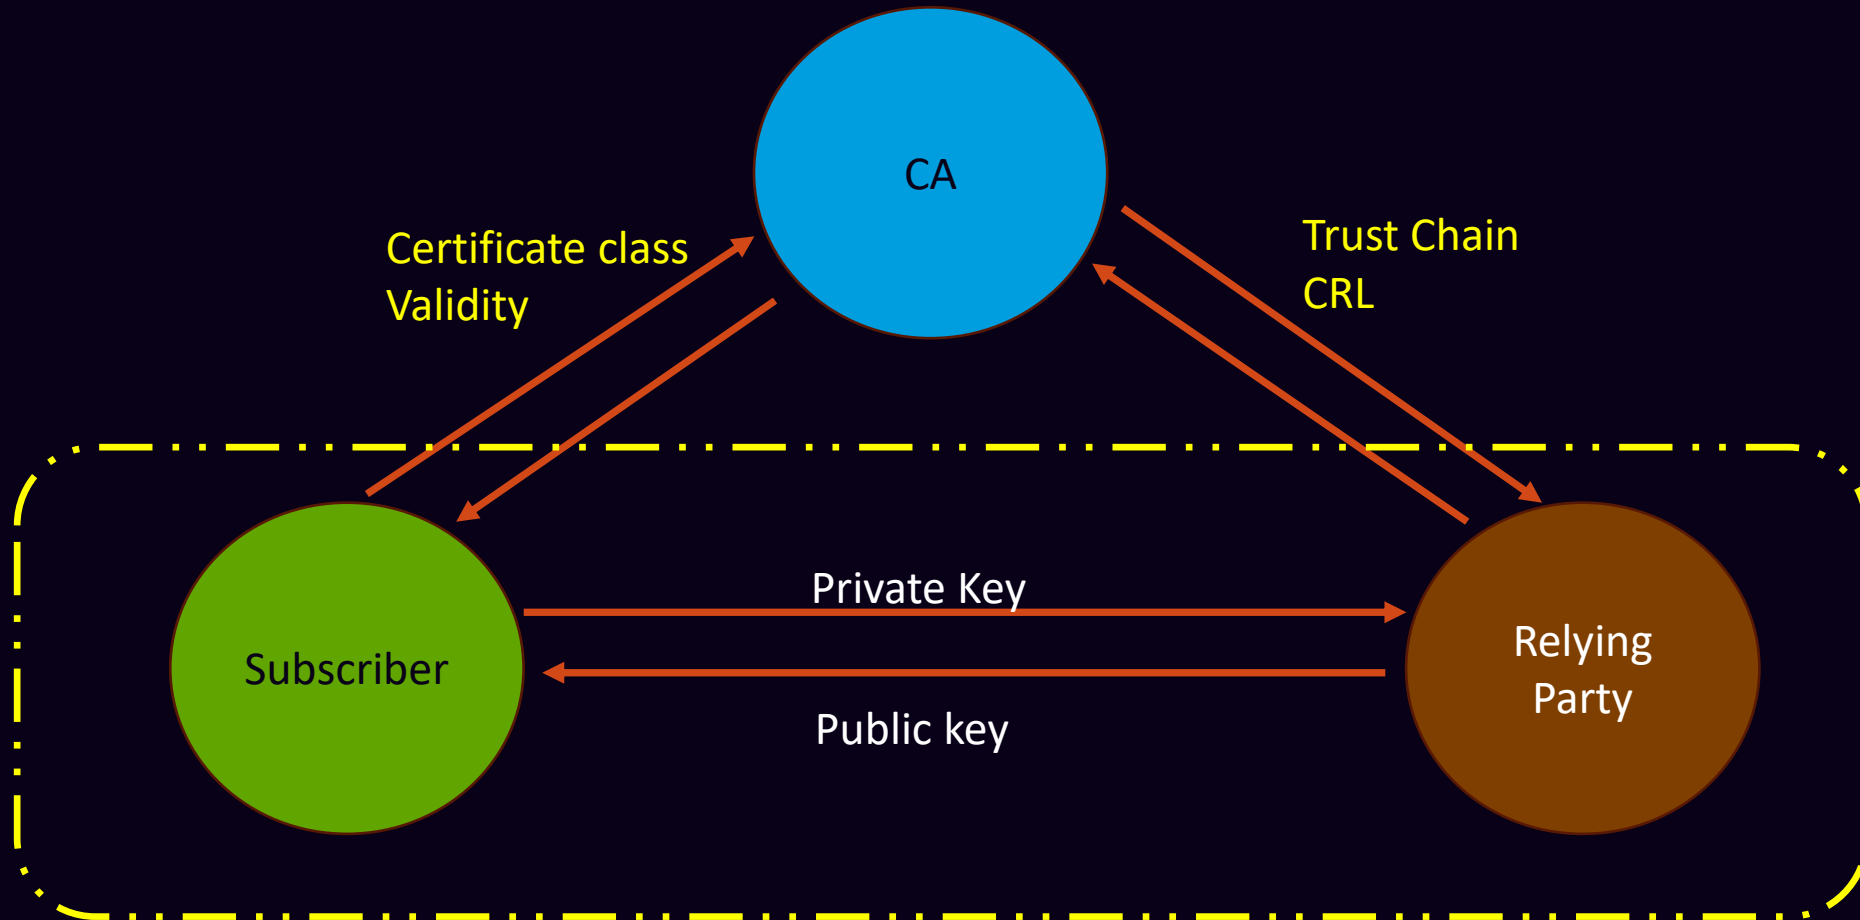 CA
Certificate class
Validity
Trust Chain
CRL
Private Key
Subscriber
Relying
Party
Public key